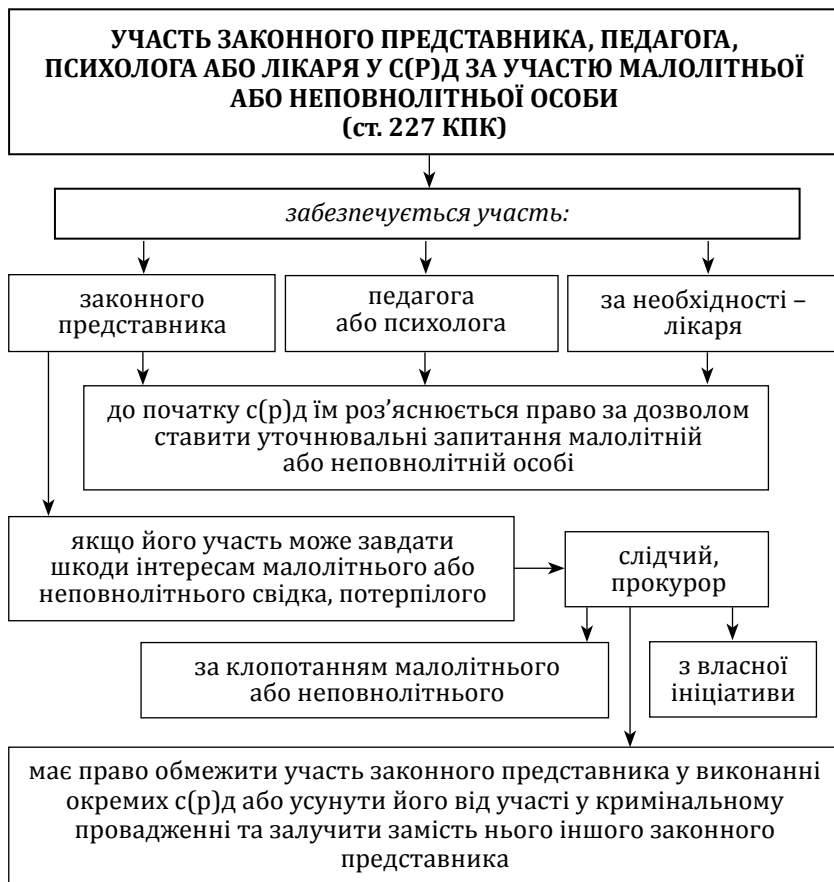 УЧАСТЬ ЗАКОННОГО ПРЕДСТАВНИКА, ПЕДАГОГА,
ПСИХОЛОГА АБО ЛІКАРЯ У С(Р)Д ЗА УЧАСТЮ МАЛОЛІТНЬОЇ
АБО НЕПОВНОЛІТНЬОЇ ОСОБИ
(ст. 227 КПК)
забезпечується участь:
законного
представника
педагога
або психолога
за необхідності –
лікаря
до початку с(р)д їм роз’яснюється право за дозволом
ставити уточнювальні запитання малолітній
або неповнолітній особі
якщо його участь може завдати
шкоди інтересам малолітнього або
неповнолітнього свідка, потерпілого
слідчий,
прокурор
за клопотанням малолітнього
або неповнолітнього
з власної
ініціативи
має право обмежити участь законного представника у виконанні
окремих с(р)д або усунути його від участі у кримінальному
провадженні та залучити замість нього іншого законного
представника